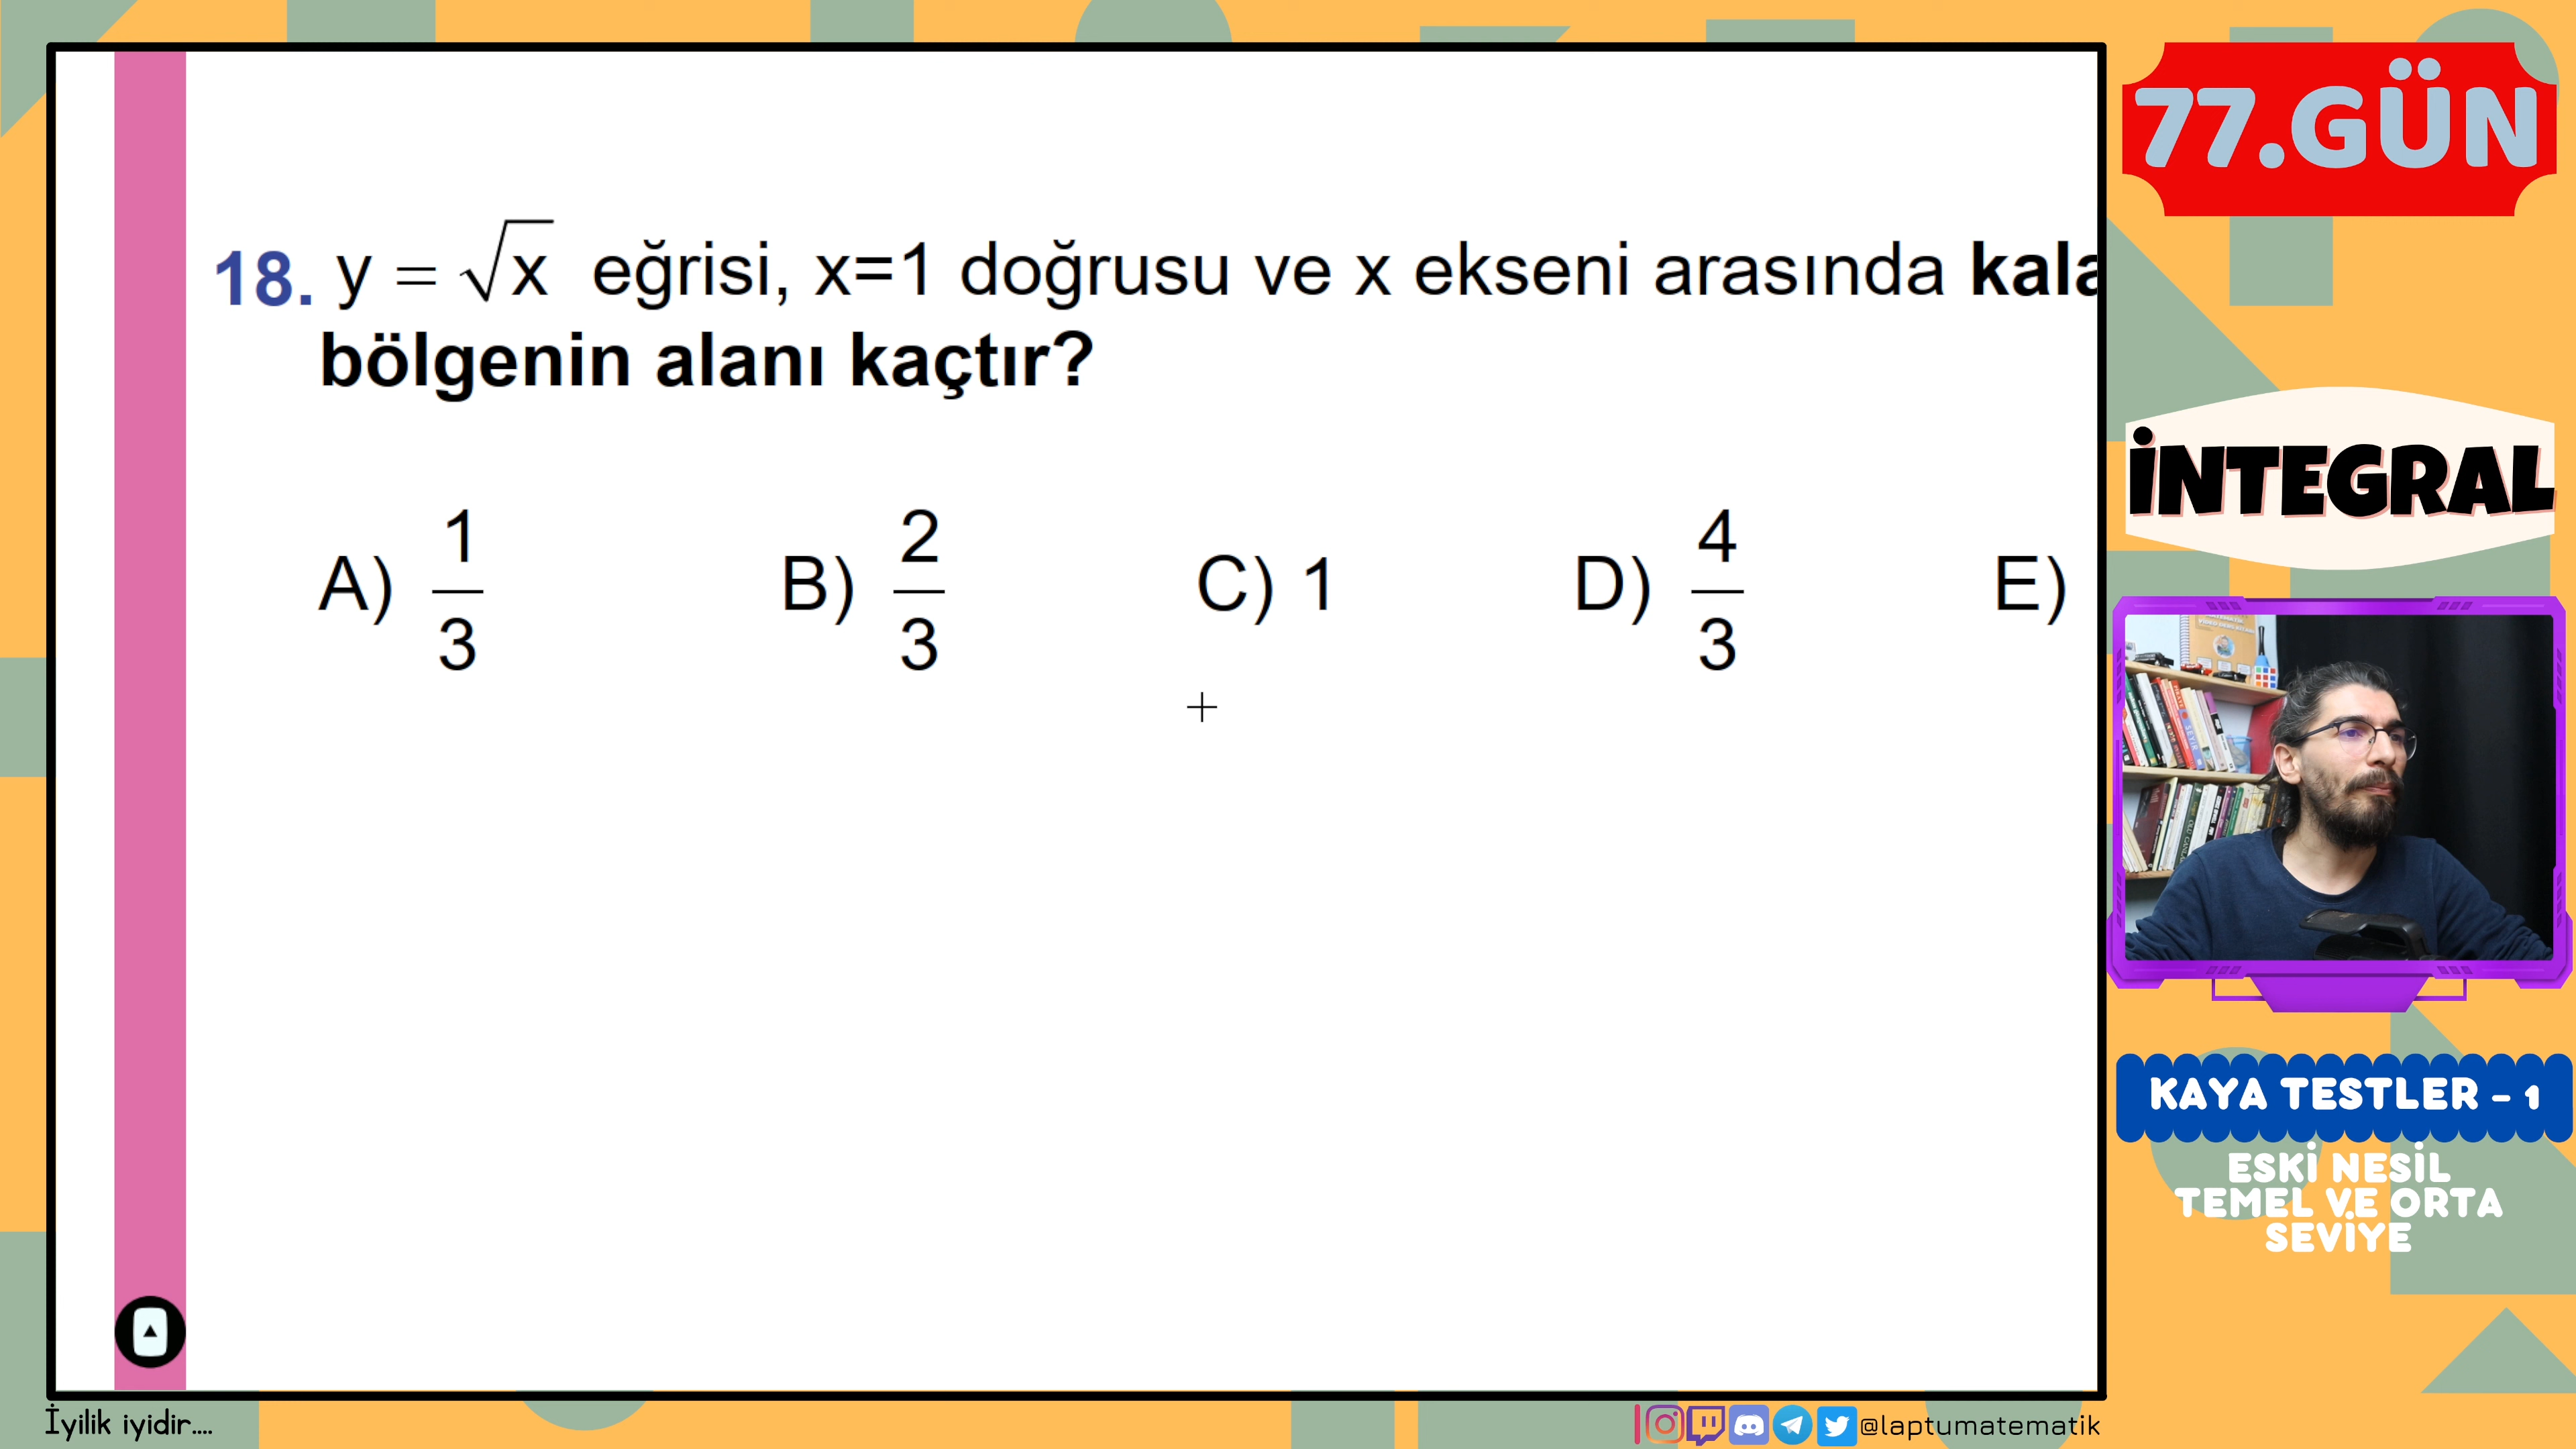 77.GÜN
18. y = √x eğrisi, x=1 doğrusu ve x ekseni arasında kala
bölgenin alanı kaçtır?
A) 1/3 B) 2/3 C) 1 D) 4/3 E)
İNTEGRAL
KAYA TESTLER - 1
ESKİ NESİL
TEMEL VE ORTA
SEVİYE
İyilik iyidir....
@laptumatematik